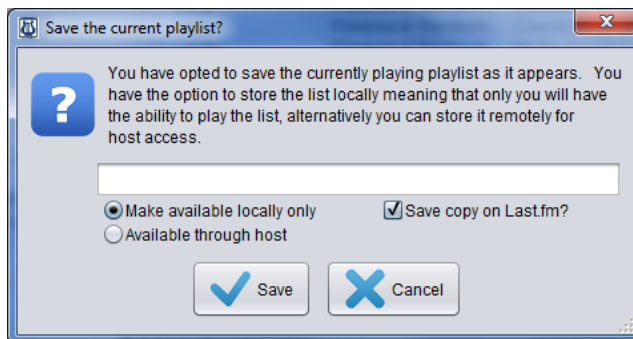 Save the current playlist?
You have opted to save the currently playing playlist as it appears. You
have the option to store the list locally meaning that only you will have
the ability to play the list, alternatively you can store it remotely for
host access.
Make available locally only
Save copy on Last.fm?
Available through host
Save
Cancel